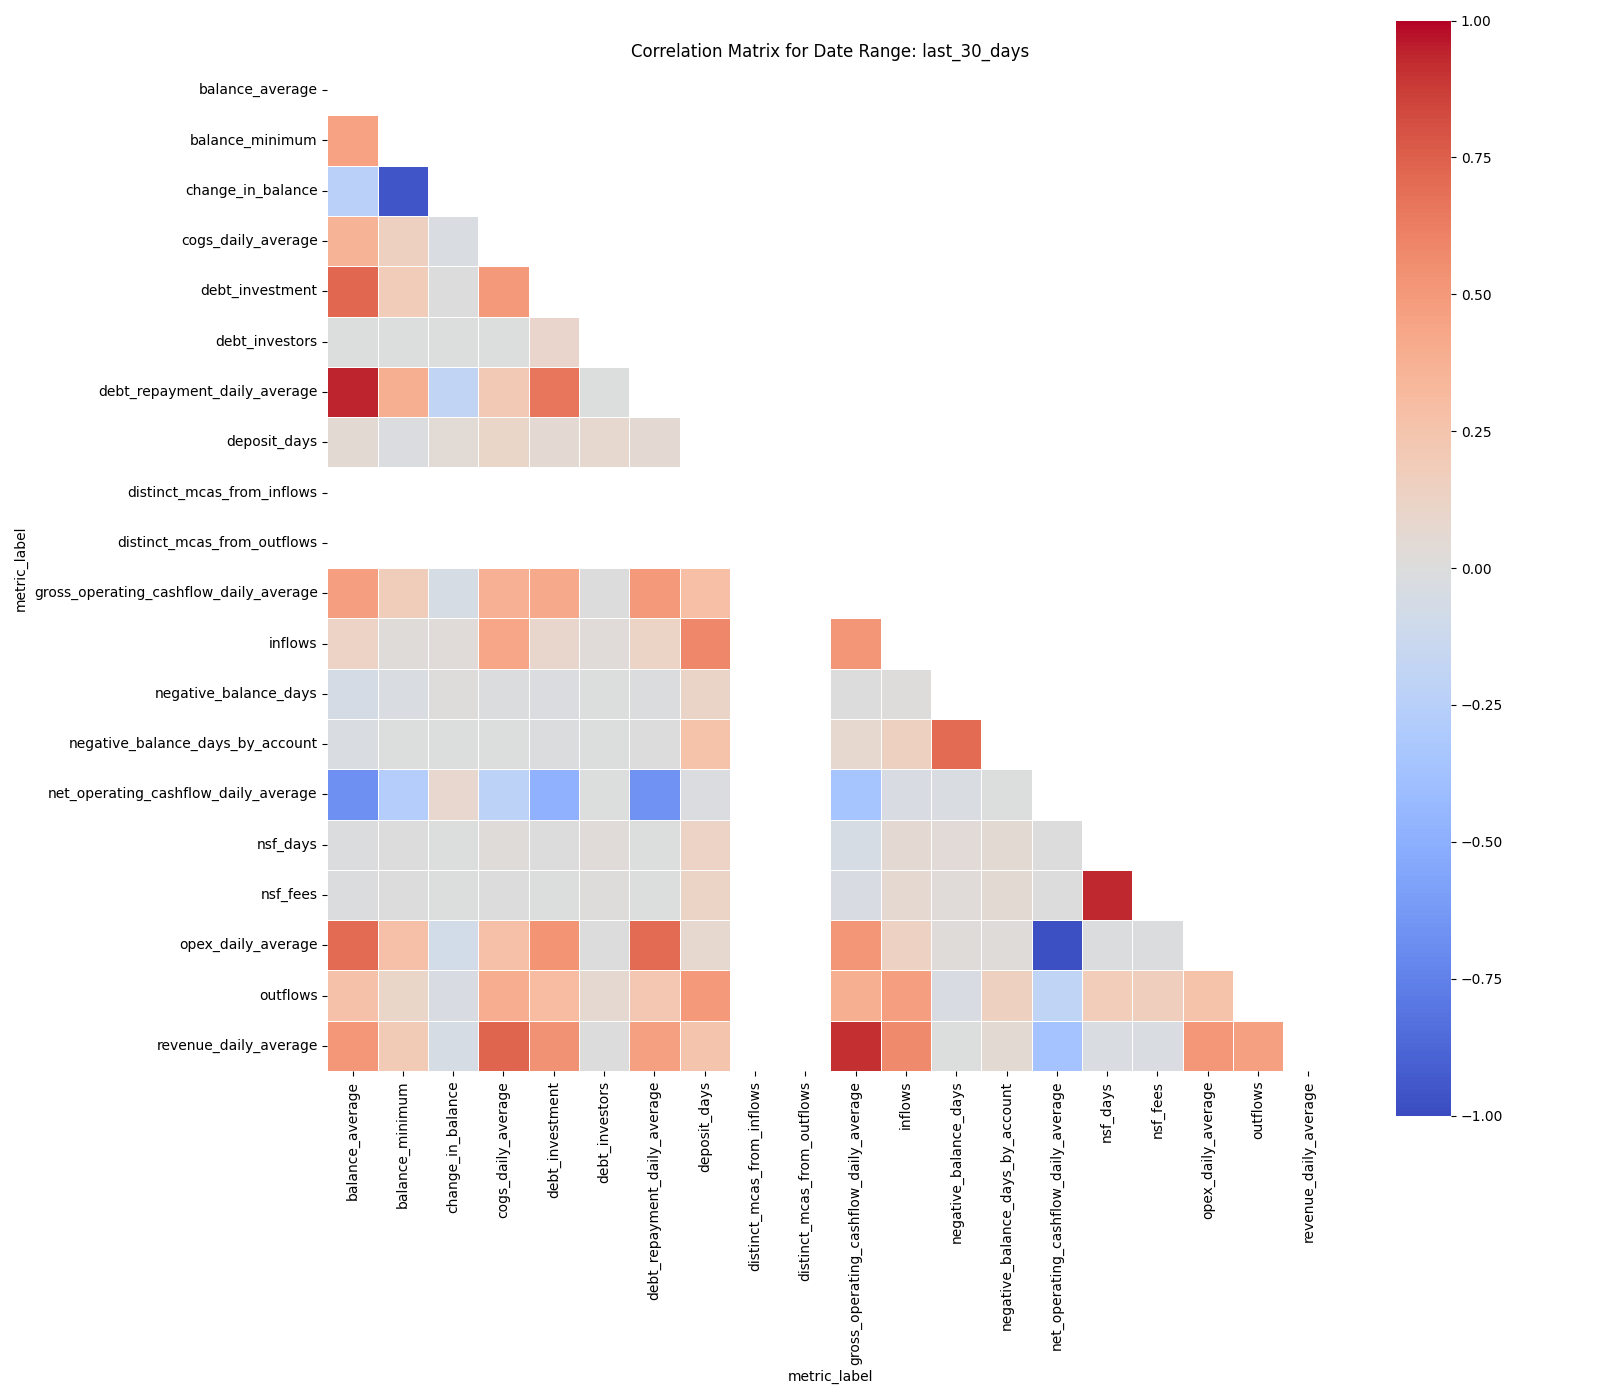 Correlation Matrix for Date Range: last_30_days
metric_label
balance_average
balance_minimum
change_in_balance
cogs_daily_average
debt_investment
debt_investors
debt_repayment_daily_average
deposit_days
distinct_mcas_from_inflows
distinct_mcas_from_outflows
gross_operating_cashflow_daily_average
inflows
negative_balance_days
negative_balance_days_by_account
net_operating_cashflow_daily_average
nsf_days
nsf_fees
opex_daily_average
outflows
revenue_daily_average
balance_average
balance_minimum
change_in_balance
cogs_daily_average
debt_investment
debt_investors
debt_repayment_daily_average
deposit_days
distinct_mcas_from_inflows
distinct_mcas_from_outflows
gross_operating_cashflow_daily_average
inflows
negative_balance_days
negative_balance_days_by_account
net_operating_cashflow_daily_average
nsf_days
nsf_fees
opex_daily_average
outflows
revenue_daily_average
metric_label
1.00
0.75
0.50
0.25
0.00
−0.25
−0.50
−0.75
−1.00